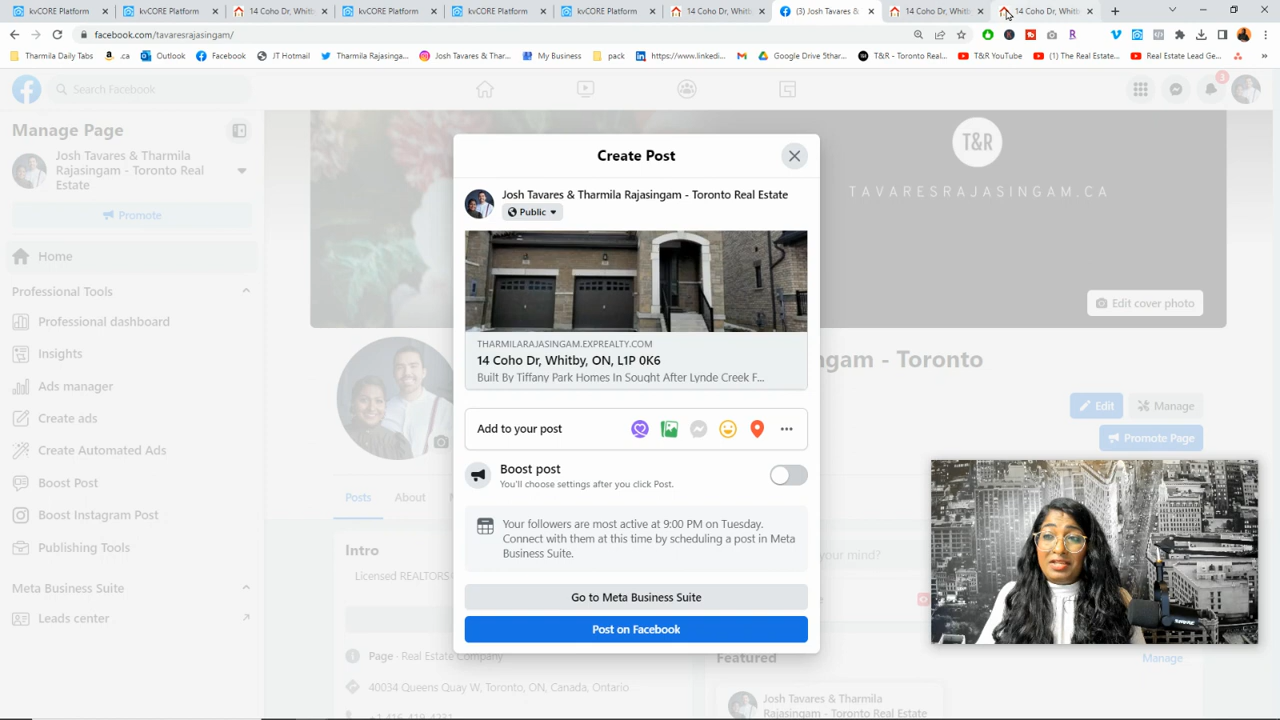 kvCORE Platform
kvCORE Platform
14 Coho Dr, Whitb
kvCORE Platform
kvCORE Platform
kvCORE Platform
14 Coho Dr, Whitb
(3) Josh Tavares &
14 Coho Dr, Whitb
14 Coho Dr, Whitb
facebook.com/tavaresrajasingam/
Tharmila Daily Tabs
.ca
Outlook
Facebook
JT Hotmail
Tharmila Rajasinga...
Josh Tavares & Thar...
My Business
pack
https://www.linkedi...
Google Drive 5thar...
T&R - Toronto Real...
T&R YouTube
(1) The Real Estate...
Real Estate Lead Ge...
Search Facebook
3
Manage Page
Josh Tavares & Tharmila
Rajasingam - Toronto Real
Estate
Promote
Home
Professional Tools
Professional dashboard
Insights
Ads manager
Create ads
Create Automated Ads
Boost Post
Boost Instagram Post
Publishing Tools
Meta Business Suite
Leads center
T&R
TAVARESRAJASINGAM.CA
Edit cover photo
ngam - Toronto
Edit
Manage
Promote Page
Posts
About
Intro
Licensed REALTORS
Page · Real Estate Company
40034 Queens Quay W, Toronto, ON, Canada, Ontario
your mind?
Featured
Manage
Josh Tavares & Tharmila
Rajasingam - Toronto Real Estate
Create Post
Josh Tavares & Tharmila Rajasingam - Toronto Real Estate
Public
THARMILARAJASINGAM.EXPREALTY.COM
14 Coho Dr, Whitby, ON, L1P 0K6
Built By Tiffany Park Homes In Sought After Lynde Creek F...
Add to your post
Boost post
You'll choose settings after you click Post.
Your followers are most active at 9:00 PM on Tuesday.
Connect with them at this time by scheduling a post in Meta
Business Suite.
Go to Meta Business Suite
Post on Facebook